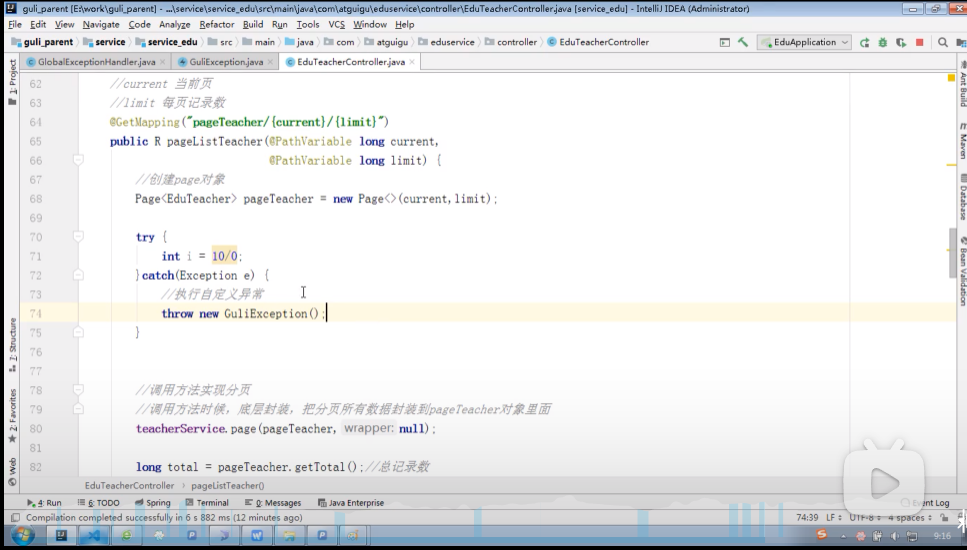 guli_parent [E:\work\guli_parent] - ...\service\service_edu\src\main\java\com\atguigu\eduservice\controller\EduTeacherController.java [service_edu] - IntelliJ IDEA (Administrator)
File Edit View Navigate Code Analyze Refactor Build Run Tools VCS Window Help
guli_parent service service_edu src main java com atguigu eduservice controller EduTeacherController EduApplication
GlobalExceptionHandler.java GuliException.java EduTeacherController.java
1: Project
Ant Build
Maven
Database
Bean Validation
7: Structure
2: Favorites
Web
62 //current 当前页
63 //limit 每页记录数
64 @GetMapping("pageTeacher/{current}/{limit}")
65 public R pageListTeacher(@PathVariable long current,
66 @PathVariable long limit) {
67 //创建page对象
68 Page<EduTeacher> pageTeacher = new Page<>(current,limit);
69
70 try {
71 int i = 10/0;
72 }catch(Exception e) {
73 //执行自定义异常
74 throw new GuliException();
75 }
76
77
78 //调用方法实现分页
79 //调用方法时候，底层封装，把分页所有数据封装到pageTeacher对象里面
80 teacherService.page(pageTeacher, wrapper: null);
81
82 long total = pageTeacher.getTotal();//总记录数
EduTeacherController pageListTeacher()
4: Run 6: TODO Spring Terminal 0: Messages Java Enterprise Event Log
Compilation completed successfully in 6 s 882 ms (12 minutes ago) 74:39 LF UTF-8 4 spaces
9:16